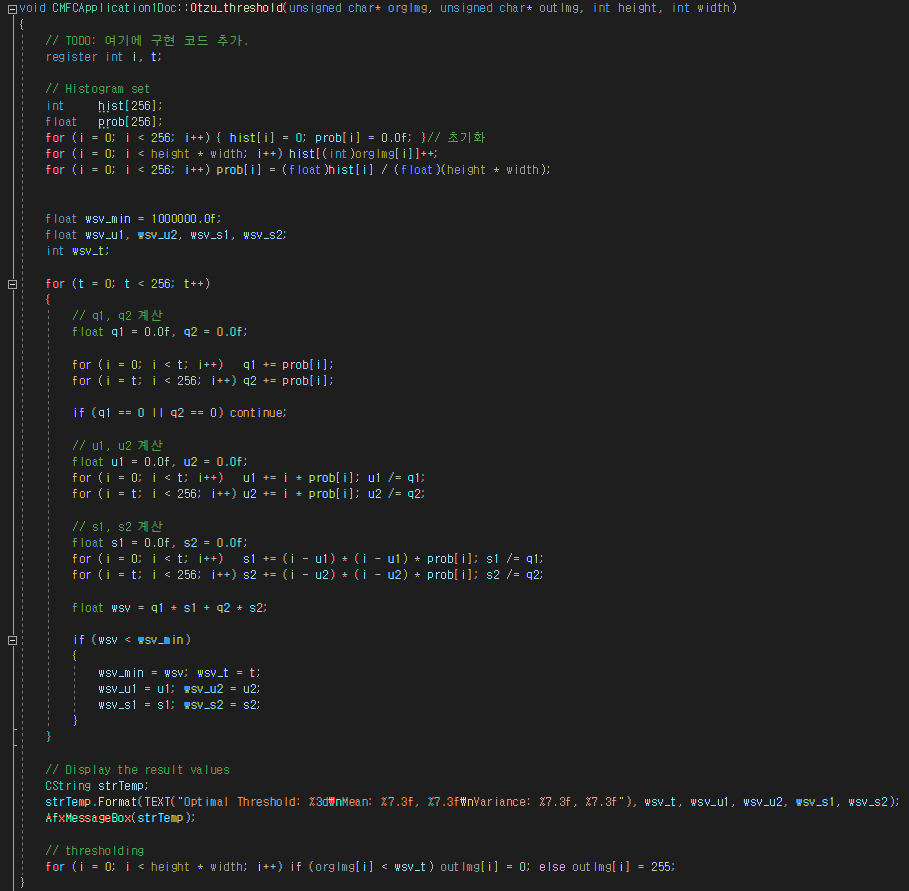 void CMFCApplication1Doc::Otzu_threshold(unsigned char* orgImg, unsigned char* outImg, int height, int width)
{
// TODO: 여기에 구현 코드 추가.
register int i, t;
// Histogram set
int hist[256];
float prob[256];
for (i = 0; i < 256; i++) { hist[i] = 0; prob[i] = 0.0f; }// 초기화
for (i = 0; i < height * width; i++) hist[(int)orgImg[i]]++;
for (i = 0; i < 256; i++) prob[i] = (float)hist[i] / (float)(height * width);
float wsv_min = 1000000.0f;
float wsv_u1, wsv_u2, wsv_s1, wsv_s2;
int wsv_t;
for (t = 0; t < 256; t++)
{
// q1, q2 계산
float q1 = 0.0f, q2 = 0.0f;
for (i = 0; i < t; i++) q1 += prob[i];
for (i = t; i < 256; i++) q2 += prob[i];
if (q1 == 0 || q2 == 0) continue;
// u1, u2 계산
float u1 = 0.0f, u2 = 0.0f;
for (i = 0; i < t; i++) u1 += i * prob[i]; u1 /= q1;
for (i = t; i < 256; i++) u2 += i * prob[i]; u2 /= q2;
// s1, s2 계산
float s1 = 0.0f, s2 = 0.0f;
for (i = 0; i < t; i++) s1 += (i - u1) * (i - u1) * prob[i]; s1 /= q1;
for (i = t; i < 256; i++) s2 += (i - u2) * (i - u2) * prob[i]; s2 /= q2;
float wsv = q1 * s1 + q2 * s2;
if (wsv < wsv_min)
{
wsv_min = wsv; wsv_t = t;
wsv_u1 = u1; wsv_u2 = u2;
wsv_s1 = s1; wsv_s2 = s2;
}
}
// Display the result values
CString strTemp;
strTemp.Format(TEXT("Optimal Threshold: %3d₩nMean: %7.3f, %7.3f₩nVariance: %7.3f, %7.3f"), wsv_t, wsv_u1, wsv_u2, wsv_s1, wsv_s2);
AfxMessageBox(strTemp);
// thresholding
for (i = 0; i < height * width; i++) if (orgImg[i] < wsv_t) outImg[i] = 0; else outImg[i] = 255;
}